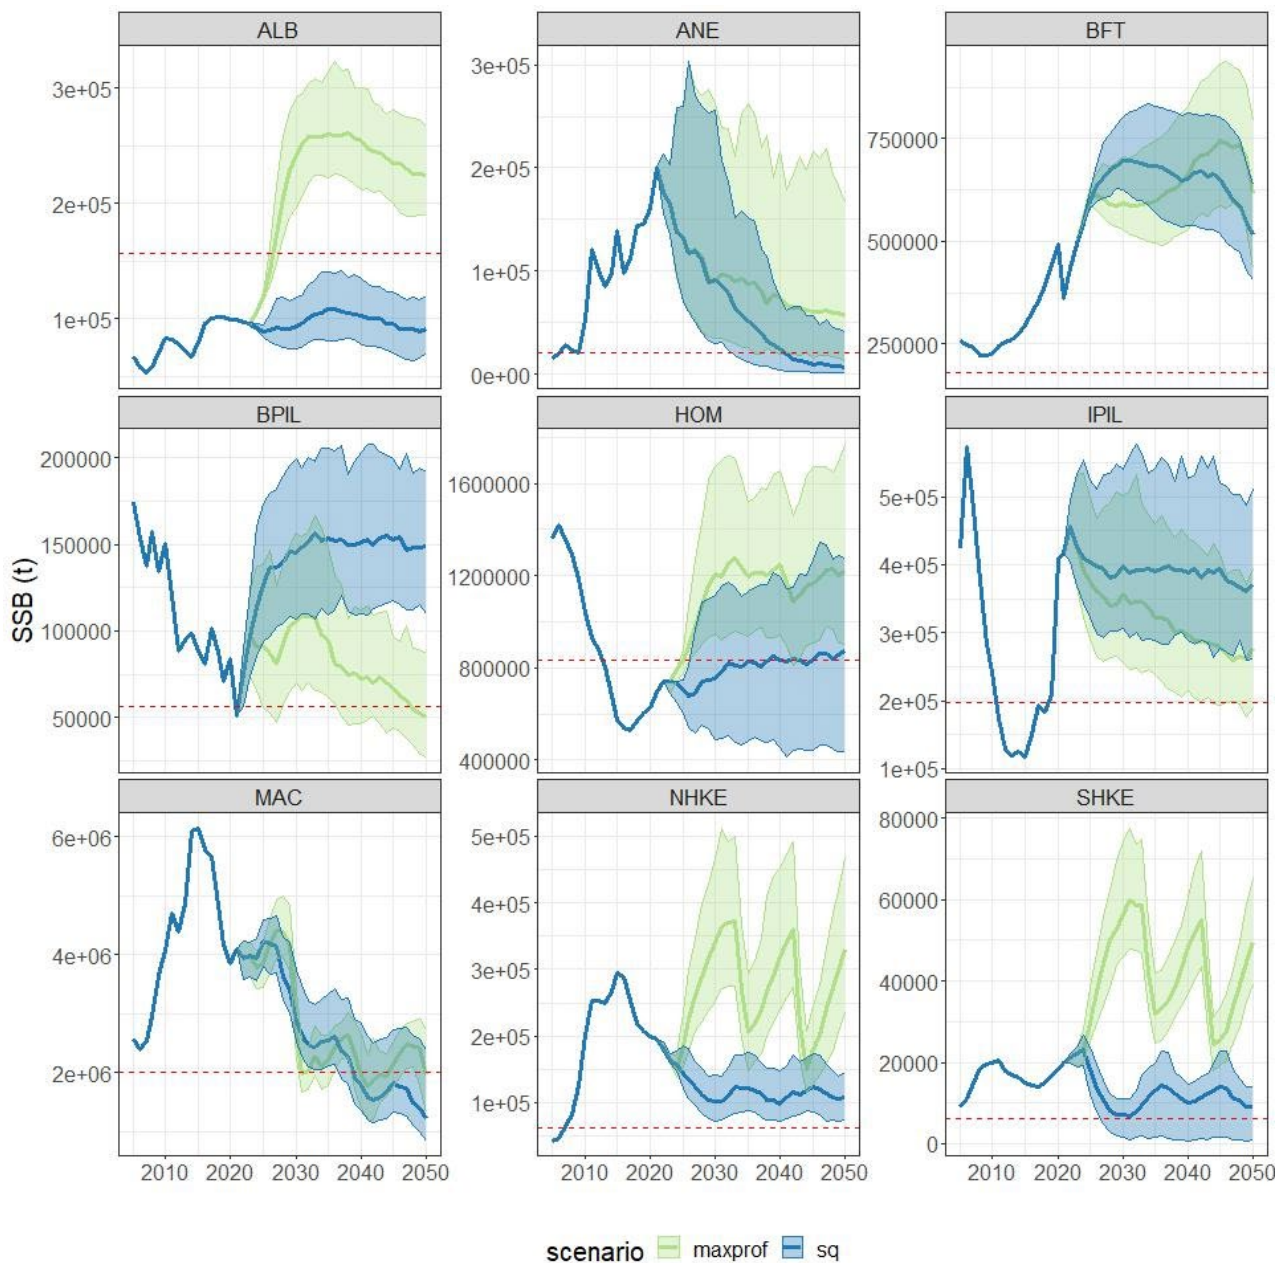 ALB
ANE
BFT
3e+05
2e+05
1e+05
3e+05
2e+05
1e+05
0e+00
750000
500000
250000
BPIL
HOM
IPIL
SSB (t)
200000
150000
100000
50000
1600000
1200000
800000
400000
5e+05
4e+05
3e+05
2e+05
1e+05
MAC
NHKE
SHKE
6e+06
4e+06
2e+06
5e+05
4e+05
3e+05
2e+05
1e+05
80000
60000
40000
20000
0
2010 2020 2030 2040 2050
2010 2020 2030 2040 2050
2010 2020 2030 2040 2050
scenario maxprof sq